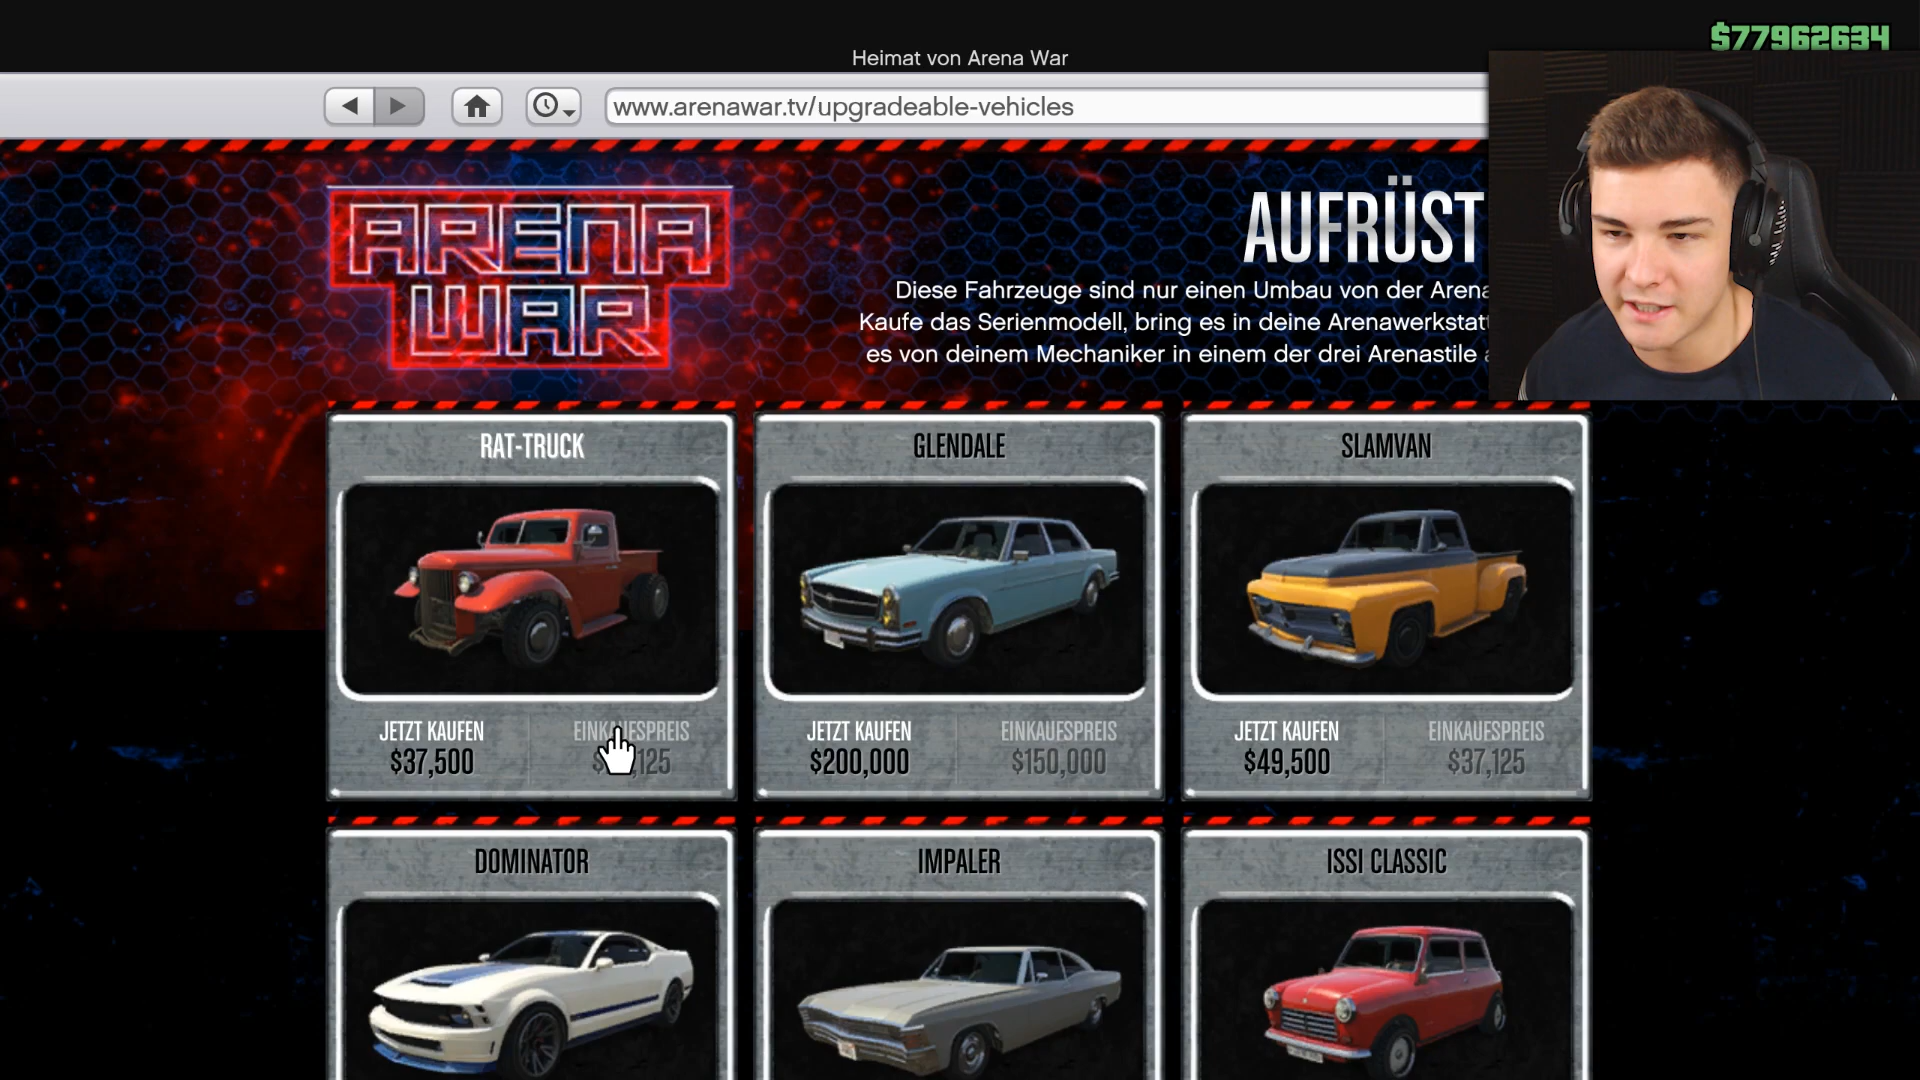 $77962634
Heimat von Arena War
www.arenawar.tv/upgradeable-vehicles
ARENA
WAR
AUFRÜST
Diese Fahrzeuge sind nur einen Umbau von der Arena
Kaufe das Serienmodell, bring es in deine Arenawerkstatt
es von deinem Mechaniker in einem der drei Arenastile
RAT-TRUCK
GLENDALE
SLAMVAN
JETZT KAUFEN
EINKAUFSPREIS
JETZT KAUFEN
EINKAUFSPREIS
JETZT KAUFEN
EINKAUFSPREIS
$37,500
$200,000
$150,000
$49,500
$37,125
DOMINATOR
IMPALER
ISSI CLASSIC